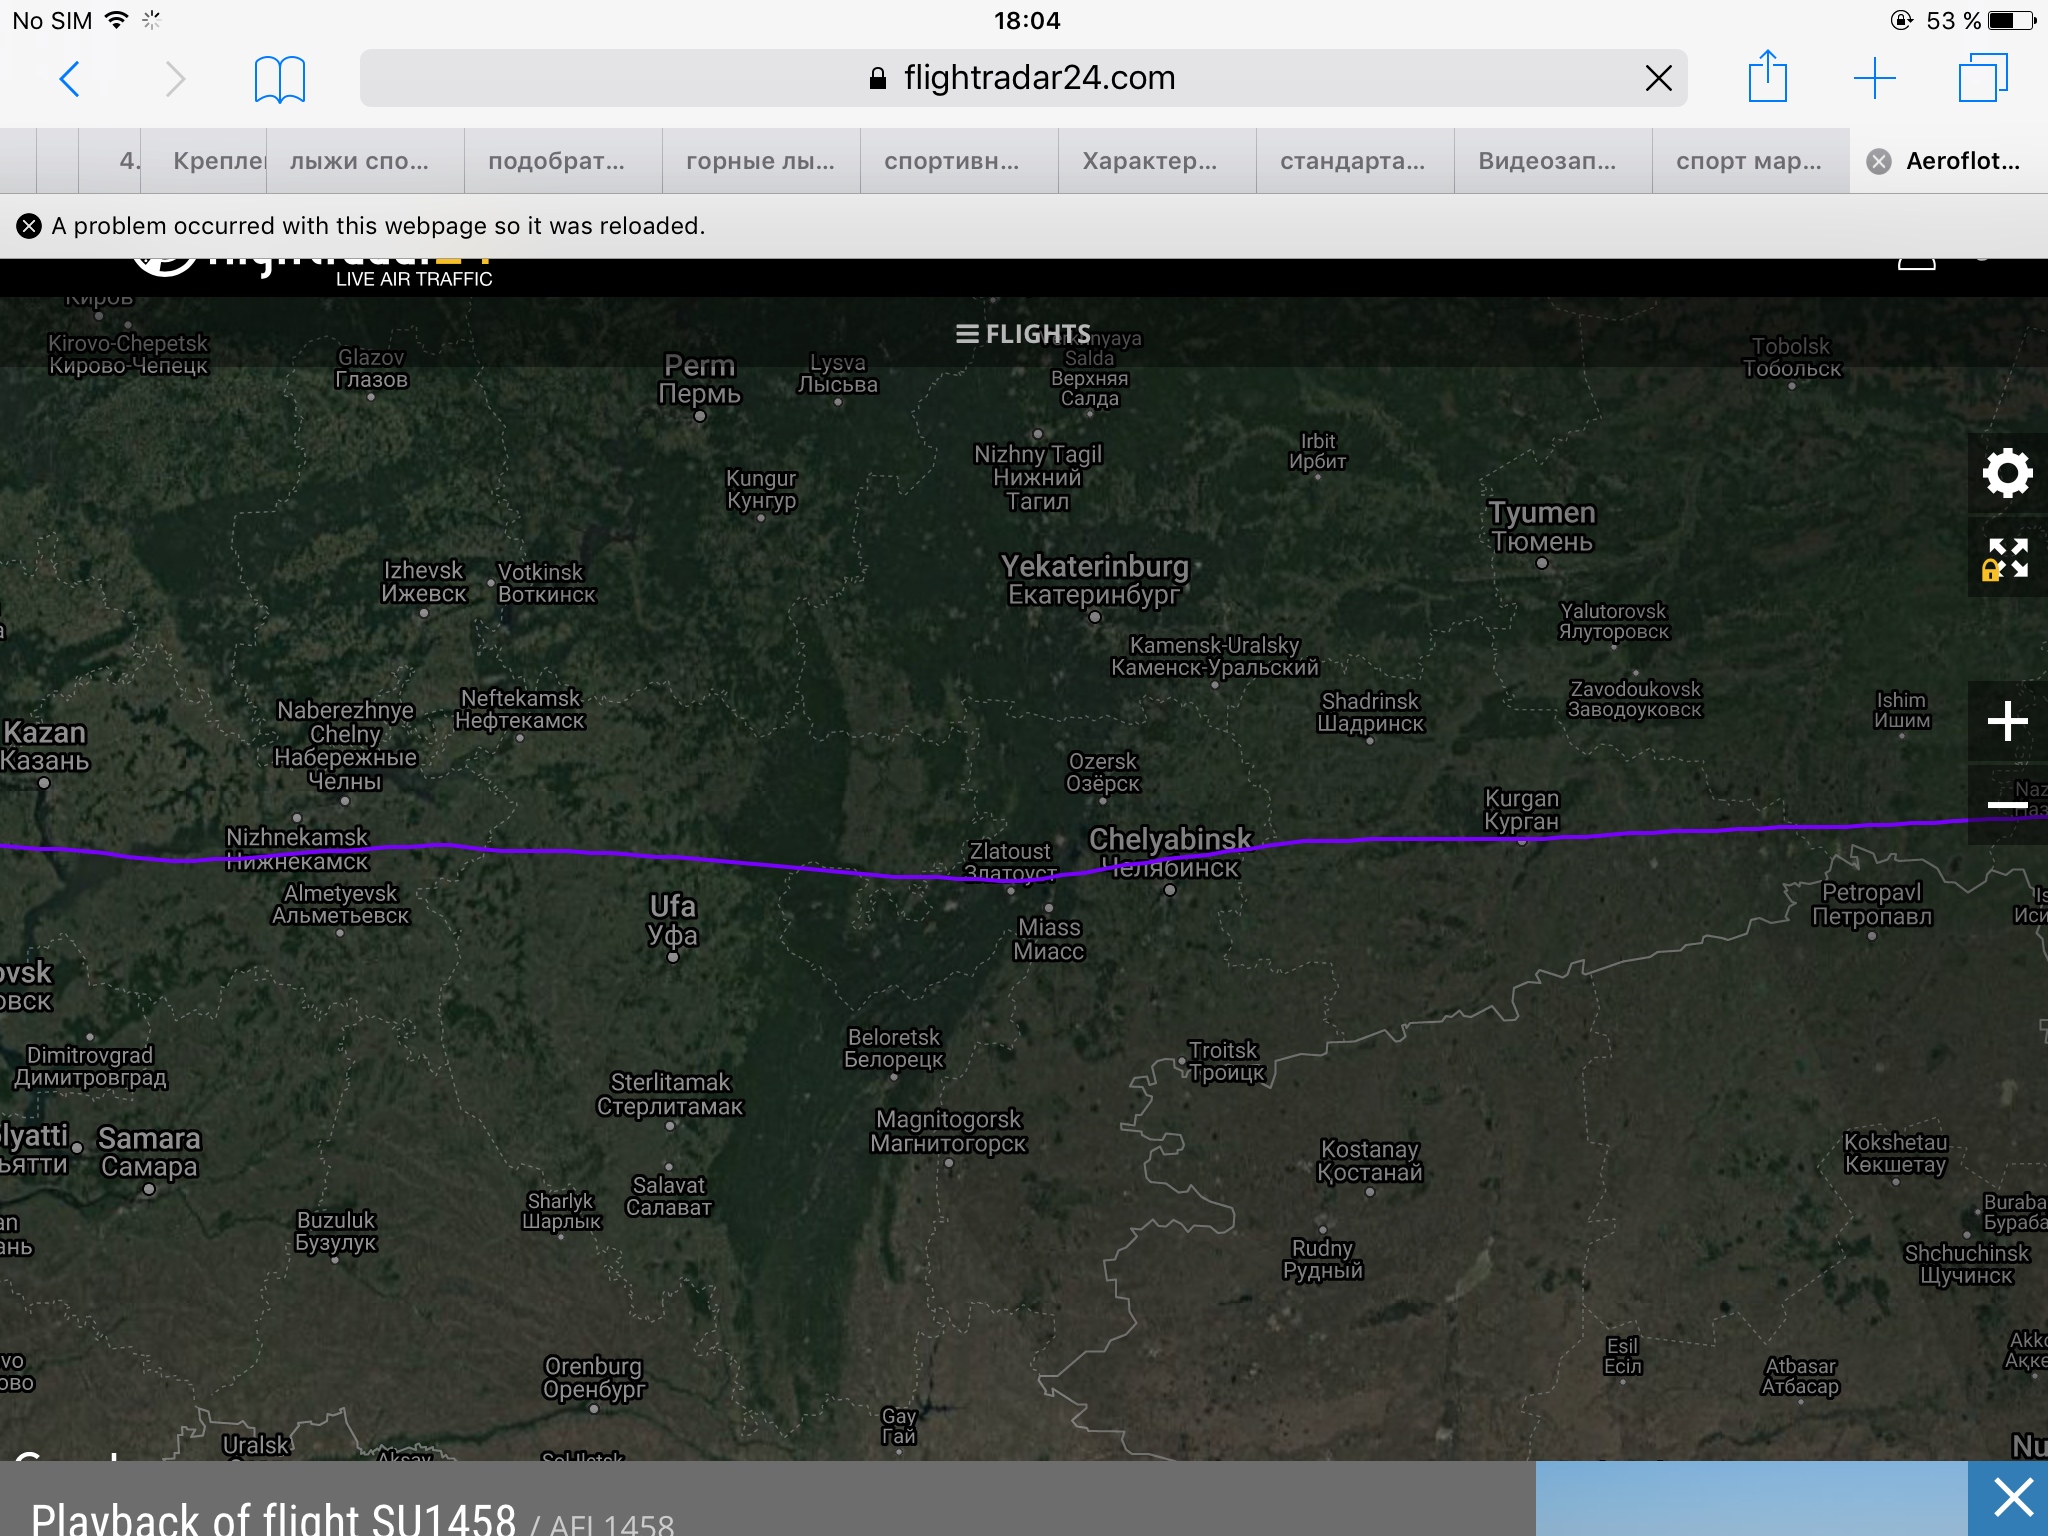 No SIM 18:04 53 %
flightradar24.com
4. Крепле лыжи спо... подобрат... горные лы... спортивн... Характер... стандарта... Видеозап... спорт мар... Aeroflot...
A problem occurred with this webpage so it was reloaded.
LIVE AIR TRAFFIC
FLIGHTS
Киров
Kirovo-Chepetsk
Кирово-Чепецк
Glazov
Глазов
Perm
Пермь
Lysva
Лысьва
Salda
Верхняя
Салда
Tobolsk
Тобольск
Kungur
Кунгур
Nizhny Tagil
Нижний
Тагил
Irbit
Ирбит
Tyumen
Тюмень
Izhevsk
Ижевск
Votkinsk
Воткинск
Yekaterinburg
Екатеринбург
Yalutorovsk
Ялуторовск
Kamensk-Uralsky
Каменск-Уральский
Kazan
Казань
Naberezhnye
Chelny
Набережные
Челны
Neftekamsk
Нефтекамск
Shadrinsk
Шадринск
Zavodoukovsk
Заводоуковск
Ishim
Ишим
Ozersk
Озёрск
Kurgan
Курган
Naz
Nizhnekamsk
Нижнекамск
Zlatoust
Златоуст
Chelyabinsk
Челябинск
Almetyevsk
Альметьевск
Ufa
Уфа
Miass
Миасс
Petropavl
Петропавл
Is
Иси
ovsk
овск
Dimitrovgrad
Димитровград
Beloretsk
Белорецк
Troitsk
Троицк
Sterlitamak
Стерлитамак
Magnitogorsk
Магнитогорск
lyatti
ьятти
Samara
Самара
Kostanay
Қостанай
Kokshetau
Көкшетау
Salavat
Салават
Sharlyk
Шарлык
Buraba
Бураба
an
ань
Buzuluk
Бузулук
Rudny
Рудный
Shchuchinsk
Щучинск
vo
ово
Orenburg
Оренбург
Esil
Есіл
Atbasar
Атбасар
Akk
Ақке
Gay
Гай
Uralsk
Aksay
Nu
Playback of flight SU1458 / AFL1458